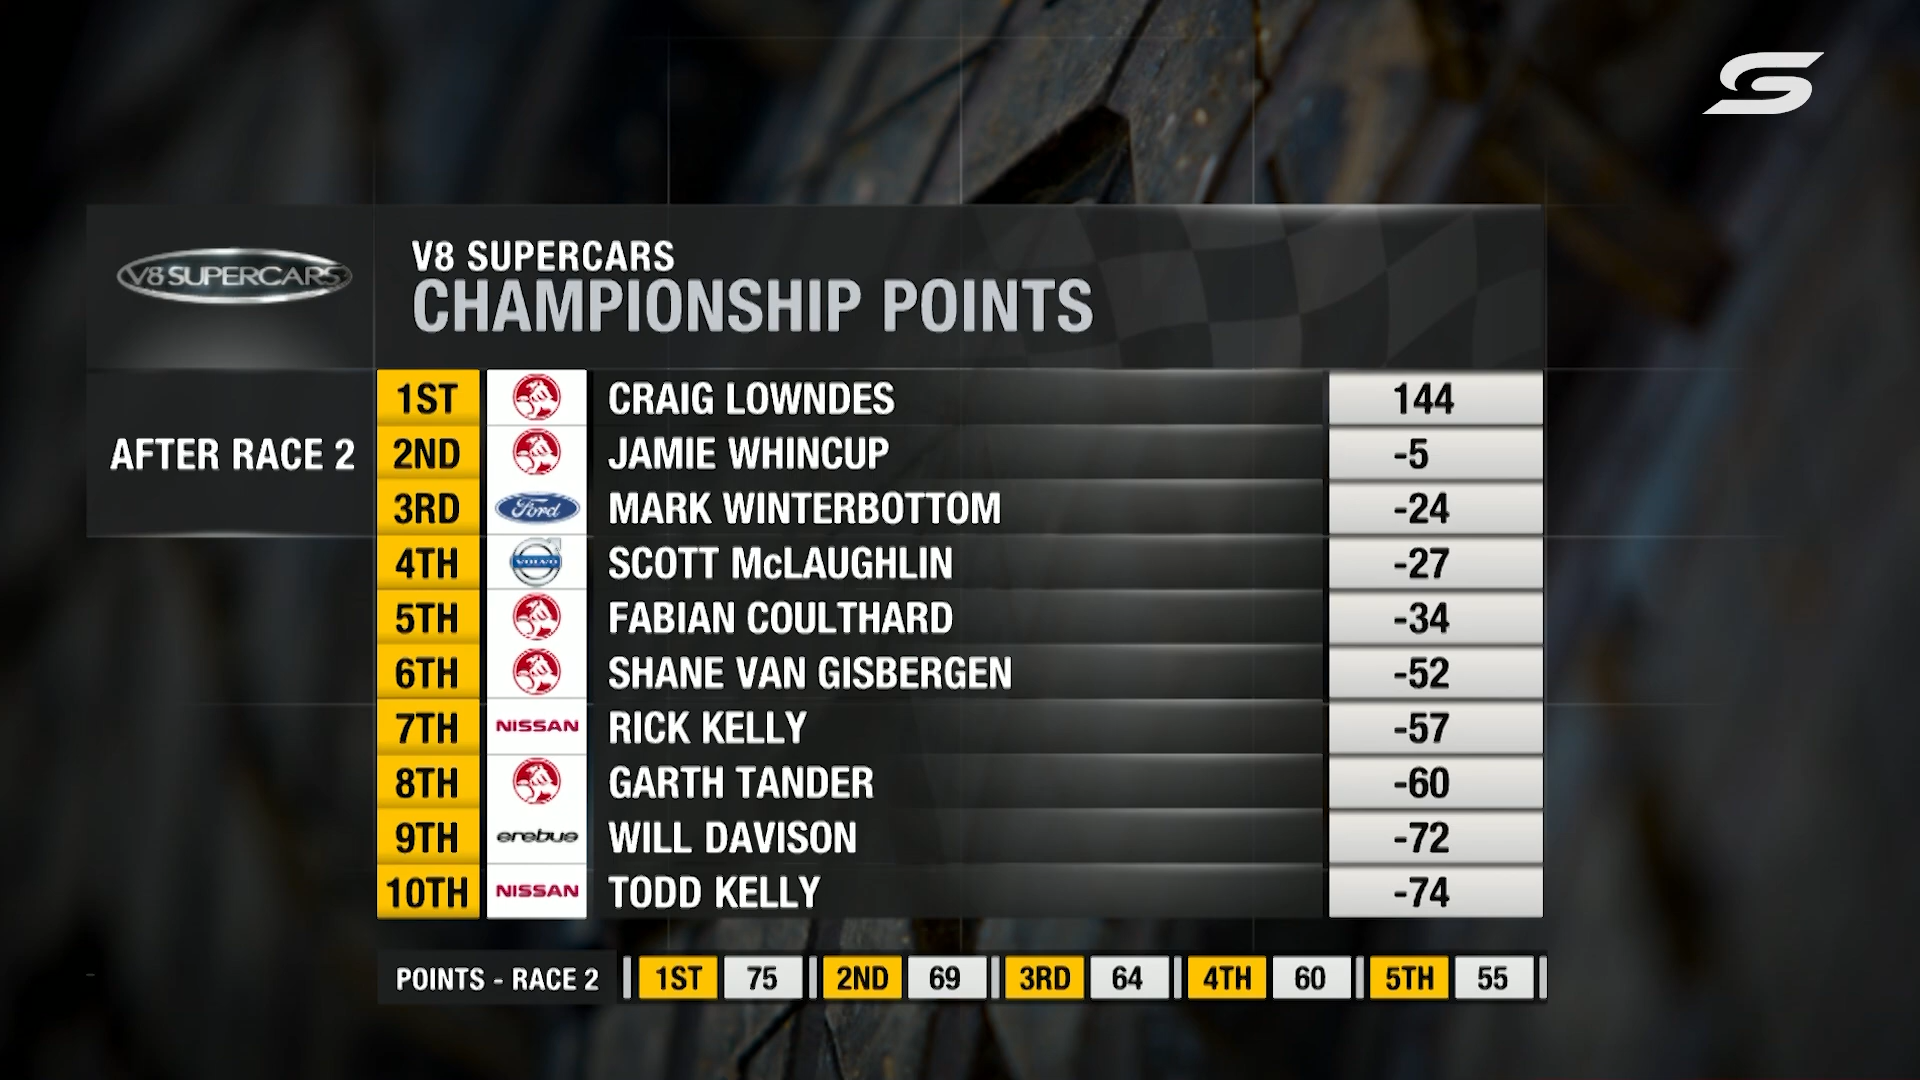 V8 SUPERCARS
V8 SUPERCARS
CHAMPIONSHIP POINTS
AFTER RACE 2
1ST CRAIG LOWNDES 144
2ND JAMIE WHINCUP -5
3RD Ford MARK WINTERBOTTOM -24
4TH VOLVO SCOTT McLAUGHLIN -27
5TH FABIAN COULTHARD -34
6TH SHANE VAN GISBERGEN -52
7TH NISSAN RICK KELLY -57
8TH GARTH TANDER -60
9TH erebus WILL DAVISON -72
10TH NISSAN TODD KELLY -74
POINTS - RACE 2 1ST 75 2ND 69 3RD 64 4TH 60 5TH 55